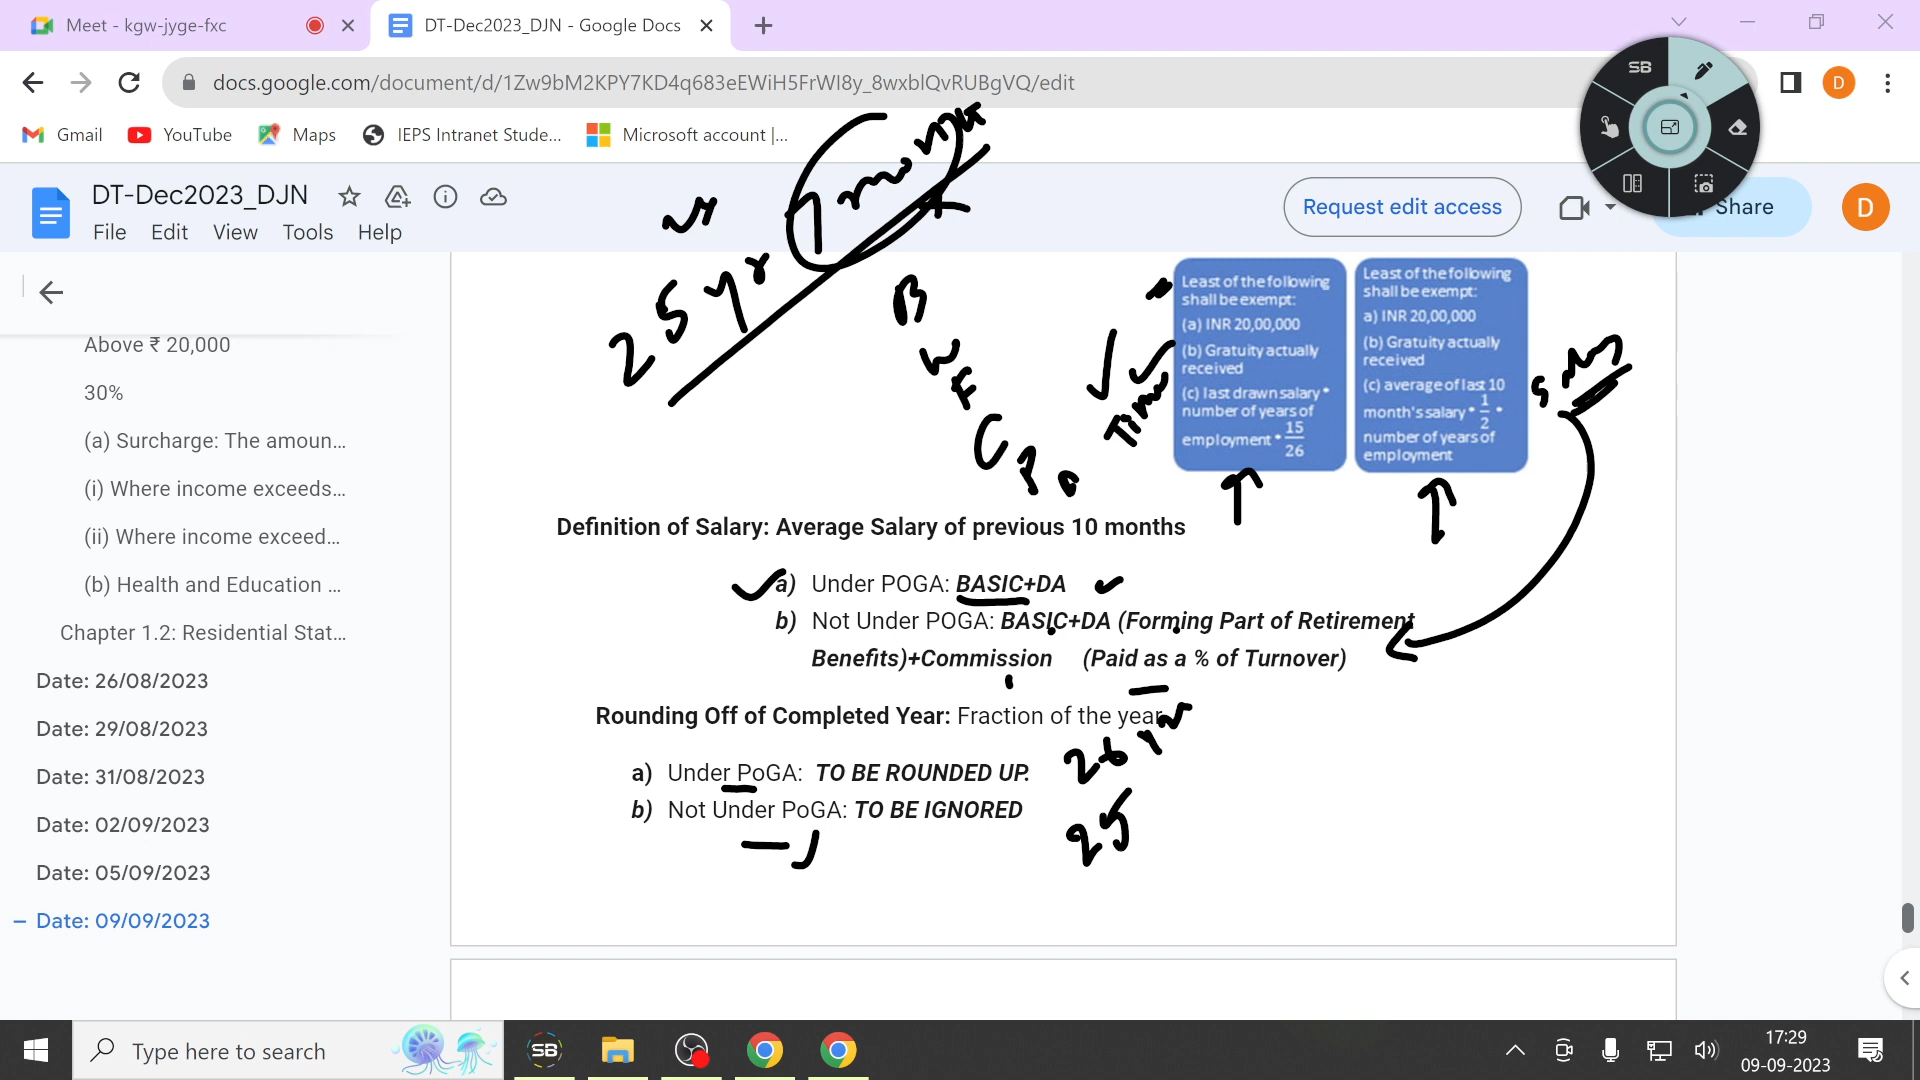 Meet - kgw-jyge-fxc
DT-Dec2023_DJN - Google Docs
docs.google.com/document/d/1Zw9bM2KPY7KD4q683eEWiH5FrWI8y_8wxblQvRUBgVQ/edit
SB
D
Gmail
YouTube
Maps
IEPS Intranet Stude...
Microsoft account |...
DT-Dec2023_DJN
File Edit View Tools Help
Request edit access
Share
D
Above ₹ 20,000
30%
(a) Surcharge: The amoun...
(i) Where income exceeds...
(ii) Where income exceed...
(b) Health and Education ...
Chapter 1.2: Residential Stat...
Date: 26/08/2023
Date: 29/08/2023
Date: 31/08/2023
Date: 02/09/2023
Date: 05/09/2023
Date: 09/09/2023
25 yr
B
C
Least of the following
shall be exempt:
(a) INR 20,00,000
(b) Gratuity actually
received
(c) last drawn salary *
number of years of
employment * 15/26
Least of the following
shall be exempt:
a) INR 20,00,000
(b) Gratuity actually
received
(c) average of last 10
month's salary * 1/2 *
number of years of
employment
Definition of Salary: Average Salary of previous 10 months
a) Under POGA: BASIC+DA
b) Not Under POGA: BASIC+DA (Forming Part of Retirement
Benefits)+Commission (Paid as a % of Turnover)
Rounding Off of Completed Year: Fraction of the year
a) Under PoGA: TO BE ROUNDED UP.
26 yr
b) Not Under PoGA: TO BE IGNORED
25
Type here to search
SB
17:29
09-09-2023